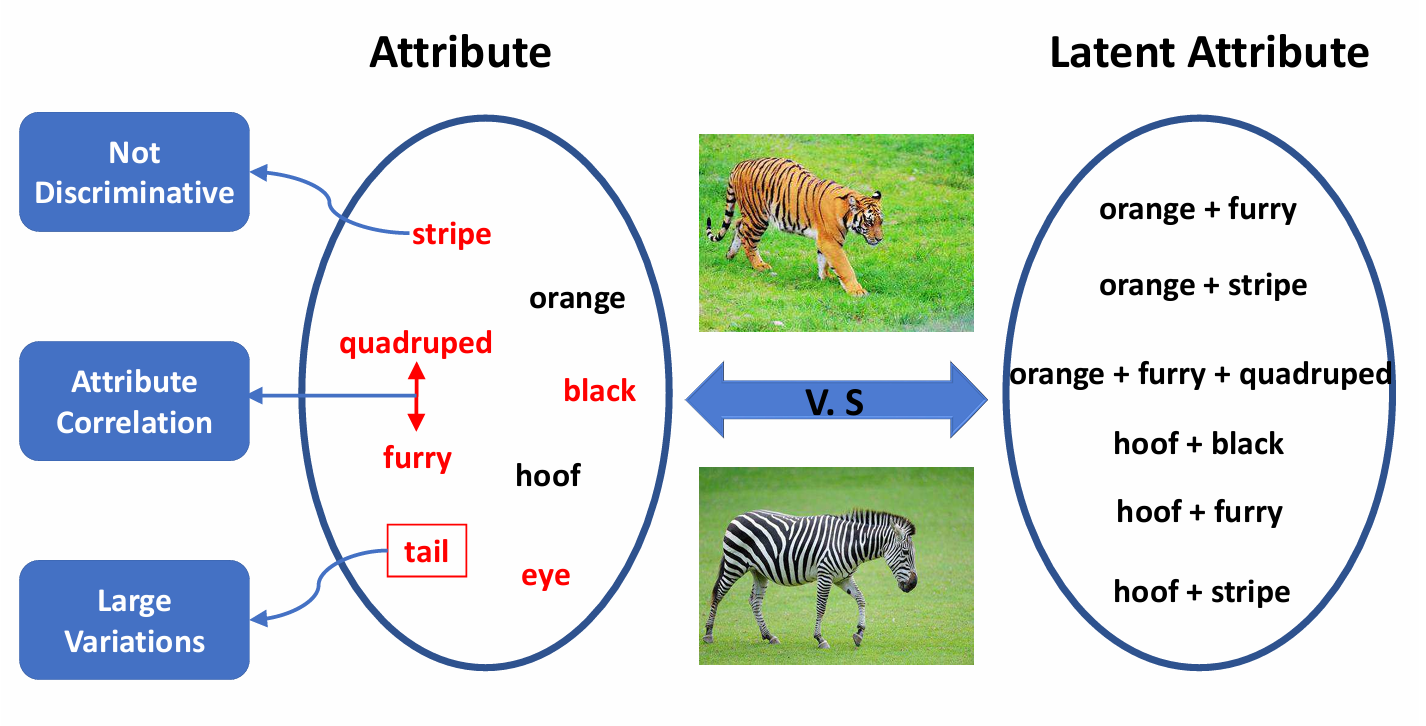 Attribute
Latent Attribute
Not
Discriminative
Attribute
Correlation
Large
Variations
stripe
orange
quadruped
black
furry
hoof
tail
eye
V. S
orange + furry
orange + stripe
orange + furry + quadruped
hoof + black
hoof + furry
hoof + stripe